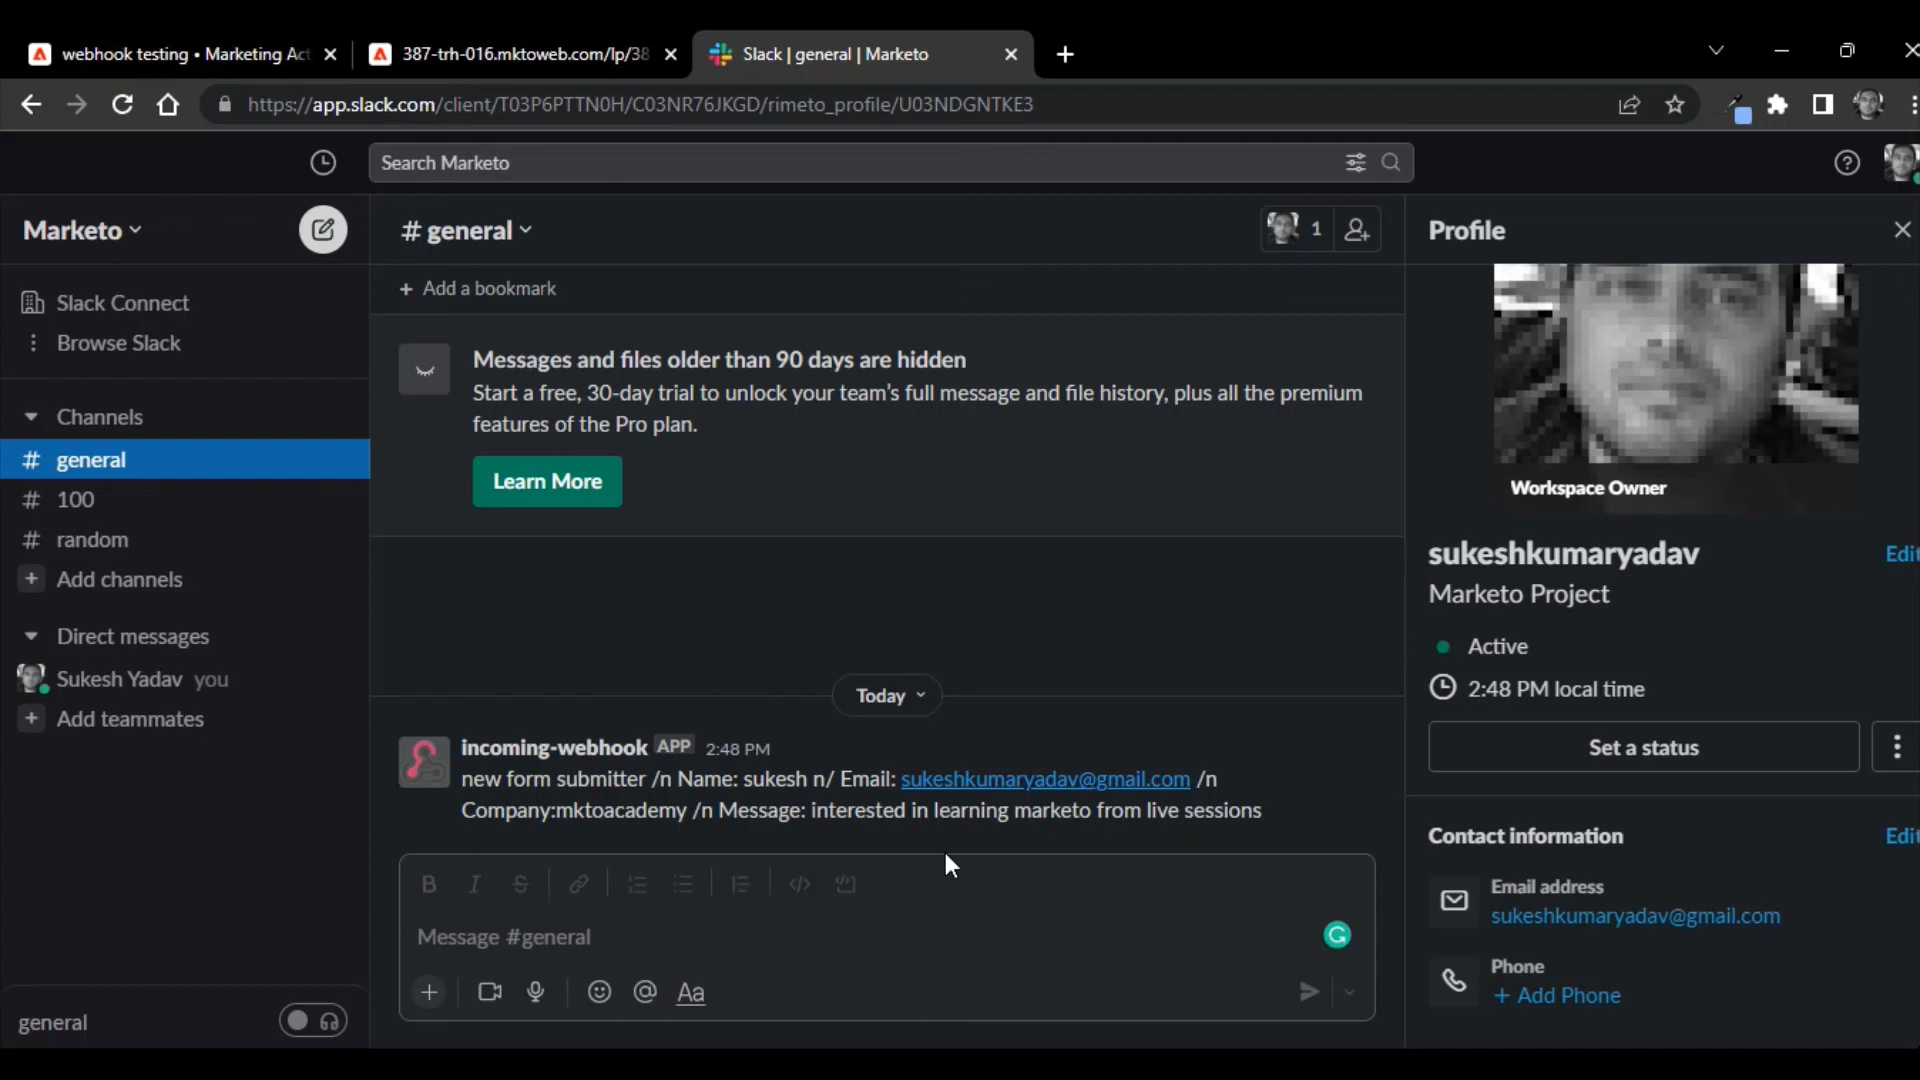 webhook testing • Marketing Act
387-trh-016.mktoweb.com/lp/38
Slack | general | Marketo
https://app.slack.com/client/T03P6PTTN0H/C03NR76JKGD/rimeto_profile/U03NDGNTKE3
Search Marketo
Marketo
# general
1
Profile
Slack Connect
Browse Slack
+ Add a bookmark
Messages and files older than 90 days are hidden
Start a free, 30-day trial to unlock your team's full message and file history, plus all the premium
features of the Pro plan.
Learn More
Channels
# general
# 100
# random
+ Add channels
Direct messages
Sukesh Yadav you
+ Add teammates
Workspace Owner
sukeshkumaryadav
Edit
Marketo Project
Active
2:48 PM local time
Set a status
Today
incoming-webhook APP 2:48 PM
new form submitter /n Name: sukesh n/ Email: sukeshkumaryadav@gmail.com /n
Company:mktoacademy /n Message: interested in learning marketo from live sessions
Contact information
Edit
Email address
sukeshkumaryadav@gmail.com
Phone
+ Add Phone
B I S
Message #general
G
+ @ Aa
general